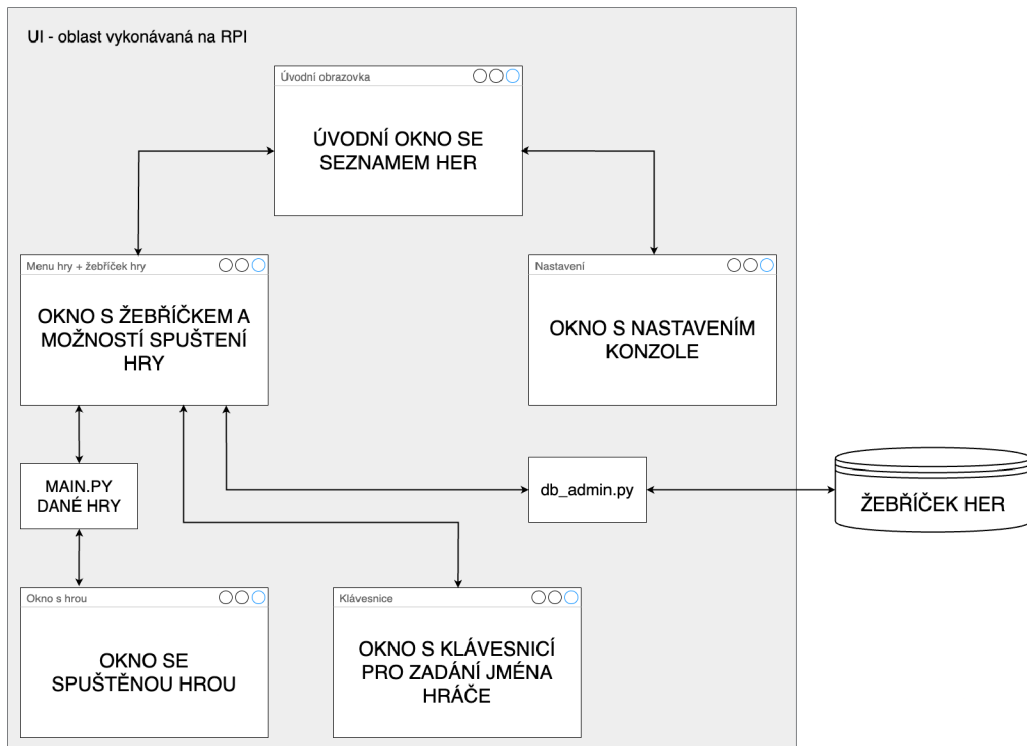 UI - oblast vykonávaná na RPI
Úvodní obrazovka
ÚVODNÍ OKNO SE
SEZNAMEM HER
Menu hry + žebříček hry
OKNO S ŽEBŘÍČKEM A
MOŽNOSTÍ SPUŠTENÍ
HRY
Nastavení
OKNO S NASTAVENÍM
KONZOLE
MAIN.PY
DANÉ HRY
db_admin.py
ŽEBŘÍČEK HER
Okno s hrou
OKNO SE
SPUŠTĚNOU HROU
Klávesnice
OKNO S KLÁVESNICÍ
PRO ZADÁNÍ JMÉNA
HRÁČE